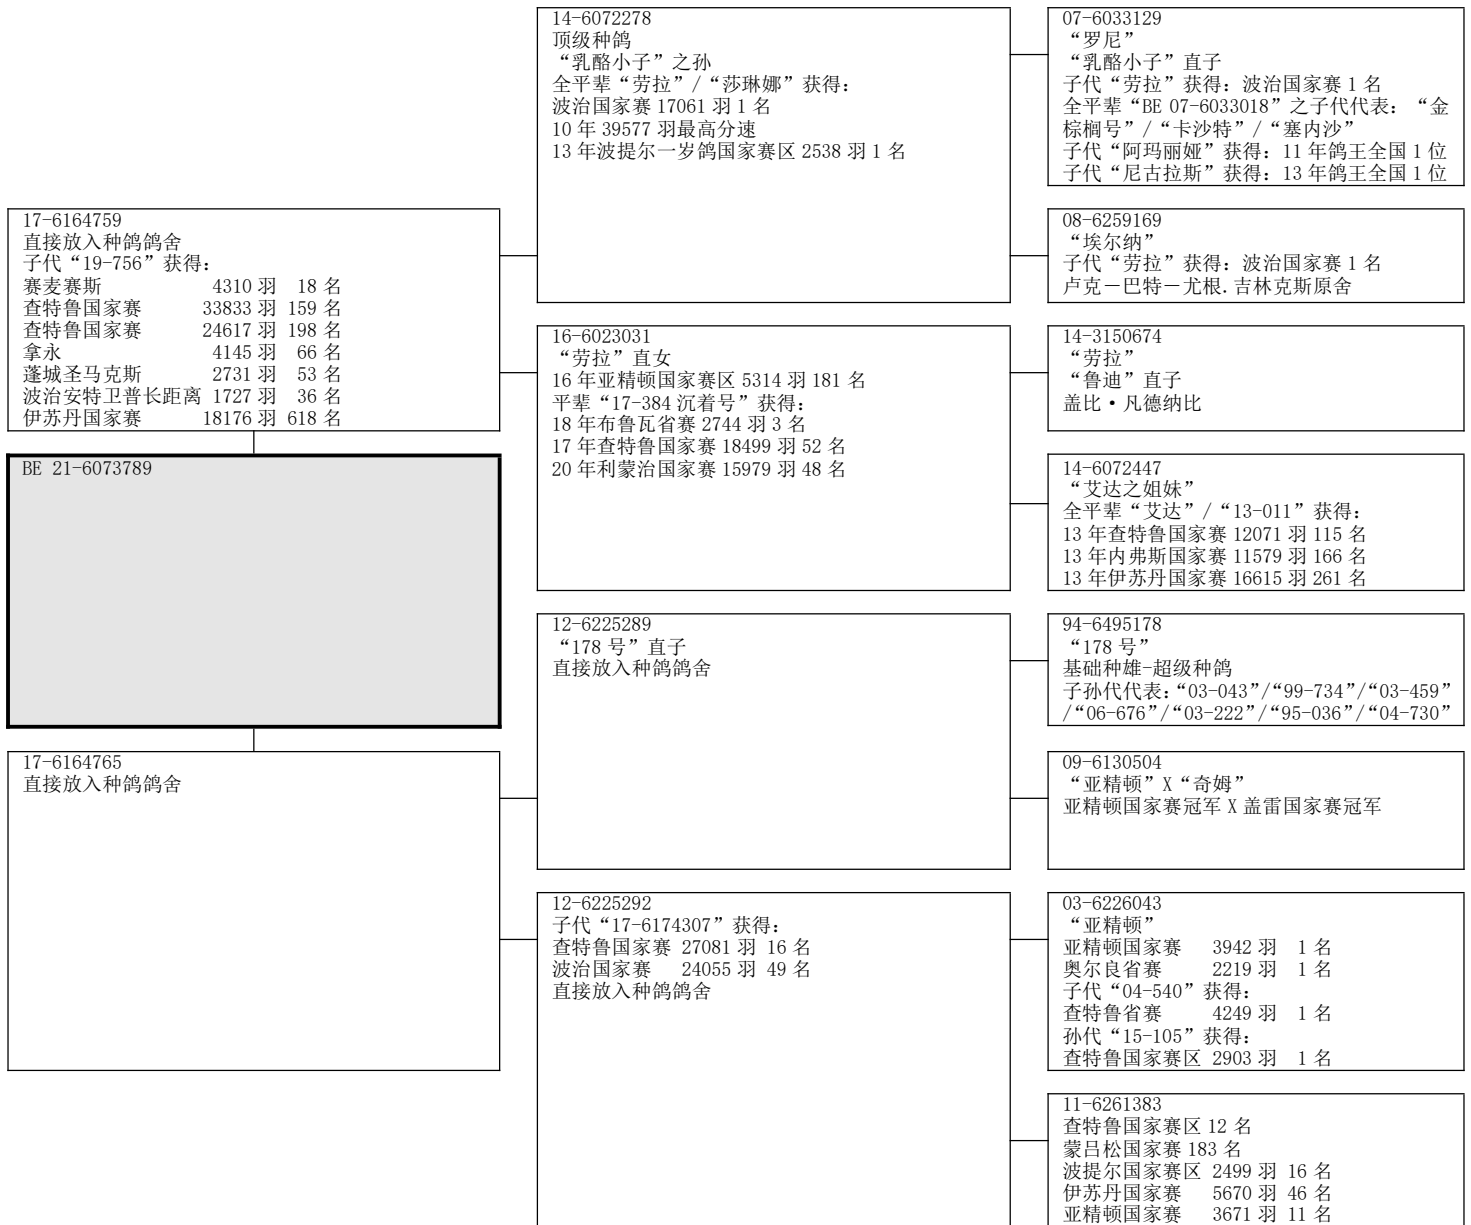 14-6072278
顶级种鸽
“乳酪小子”之孙
全平辈“劳拉”/“莎琳娜”获得：
波治国家赛 17061 羽 1 名
10 年 39577 羽最高分速
13 年波提尔一岁鸽国家赛区 2538 羽 1 名
07-6033129
“罗尼”
“乳酪小子”直子
子代“劳拉”获得：波治国家赛 1 名
全平辈“BE 07-6033018”之子代代表：“金
棕榈号”/“卡沙特”/“塞内沙”
子代“阿玛丽娅”获得：11 年鸽王全国 1 位
子代“尼古拉斯”获得：13 年鸽王全国 1 位
17-6164759
直接放入种鸽鸽舍
子代“19-756”获得：
赛麦赛斯 4310 羽 18 名
查特鲁国家赛 33833 羽 159 名
查特鲁国家赛 24617 羽 198 名
拿永 4145 羽 66 名
蓬城圣马克斯 2731 羽 53 名
波治安特卫普长距离 1727 羽 36 名
伊苏丹国家赛 18176 羽 618 名
08-6259169
“埃尔纳”
子代“劳拉”获得：波治国家赛 1 名
卢克－巴特－尤根.吉林克斯原舍
16-6023031
“劳拉”直女
16 年亚精顿国家赛区 5314 羽 181 名
平辈“17-384 沉着号”获得：
18 年布鲁瓦省赛 2744 羽 3 名
17 年查特鲁国家赛 18499 羽 52 名
20 年利蒙治国家赛 15979 羽 48 名
14-3150674
“劳拉”
“鲁迪”直子
盖比·凡德纳比
BE 21-6073789
14-6072447
“艾达之姐妹”
全平辈“艾达”/“13-011”获得：
13 年查特鲁国家赛 12071 羽 115 名
13 年内弗斯国家赛 11579 羽 166 名
13 年伊苏丹国家赛 16615 羽 261 名
12-6225289
“178 号”直子
直接放入种鸽鸽舍
94-6495178
“178 号”
基础种雄-超级种鸽
子孙代代表：“03-043”/“99-734”/“03-459”
/“06-676”/“03-222”/“95-036”/“04-730”
17-6164765
直接放入种鸽鸽舍
09-6130504
“亚精顿”X“奇姆”
亚精顿国家赛冠军 X 盖雷国家赛冠军
12-6225292
子代“17-6174307”获得：
查特鲁国家赛 27081 羽 16 名
波治国家赛 24055 羽 49 名
直接放入种鸽鸽舍
03-6226043
“亚精顿”
亚精顿国家赛 3942 羽 1 名
奥尔良省赛 2219 羽 1 名
子代“04-540”获得：
查特鲁省赛 4249 羽 1 名
孙代“15-105”获得：
查特鲁国家赛区 2903 羽 1 名
11-6261383
查特鲁国家赛区 12 名
蒙吕松国家赛 183 名
波提尔国家赛区 2499 羽 16 名
伊苏丹国家赛 5670 羽 46 名
亚精顿国家赛 3671 羽 11 名